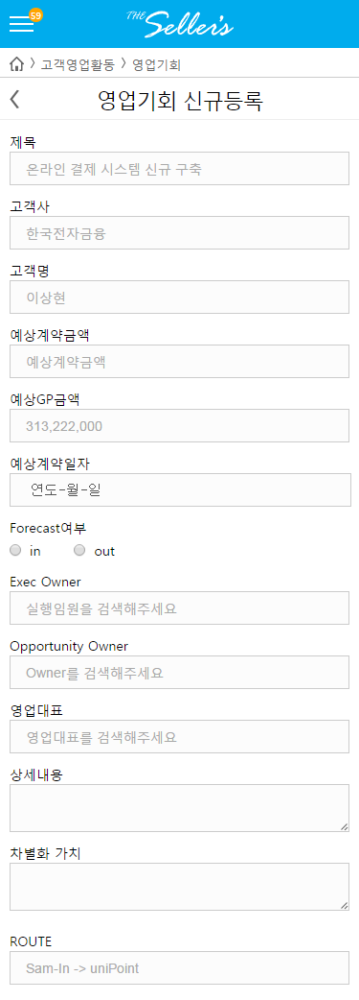 59
THE Seller's
고객영업활동 영업기회
영업기회 신규등록
제목
온라인 결제 시스템 신규 구축
고객사
한국전자금융
고객명
이상현
예상계약금액
예상계약금액
예상GP금액
313,222,000
예상계약일자
연도-월-일
Forecast여부
in out
Exec Owner
실행임원을 검색해주세요
Opportunity Owner
Owner를 검색해주세요
영업대표
영업대표를 검색해주세요
상세내용
차별화 가치
ROUTE
Sam-In -> uniPoint